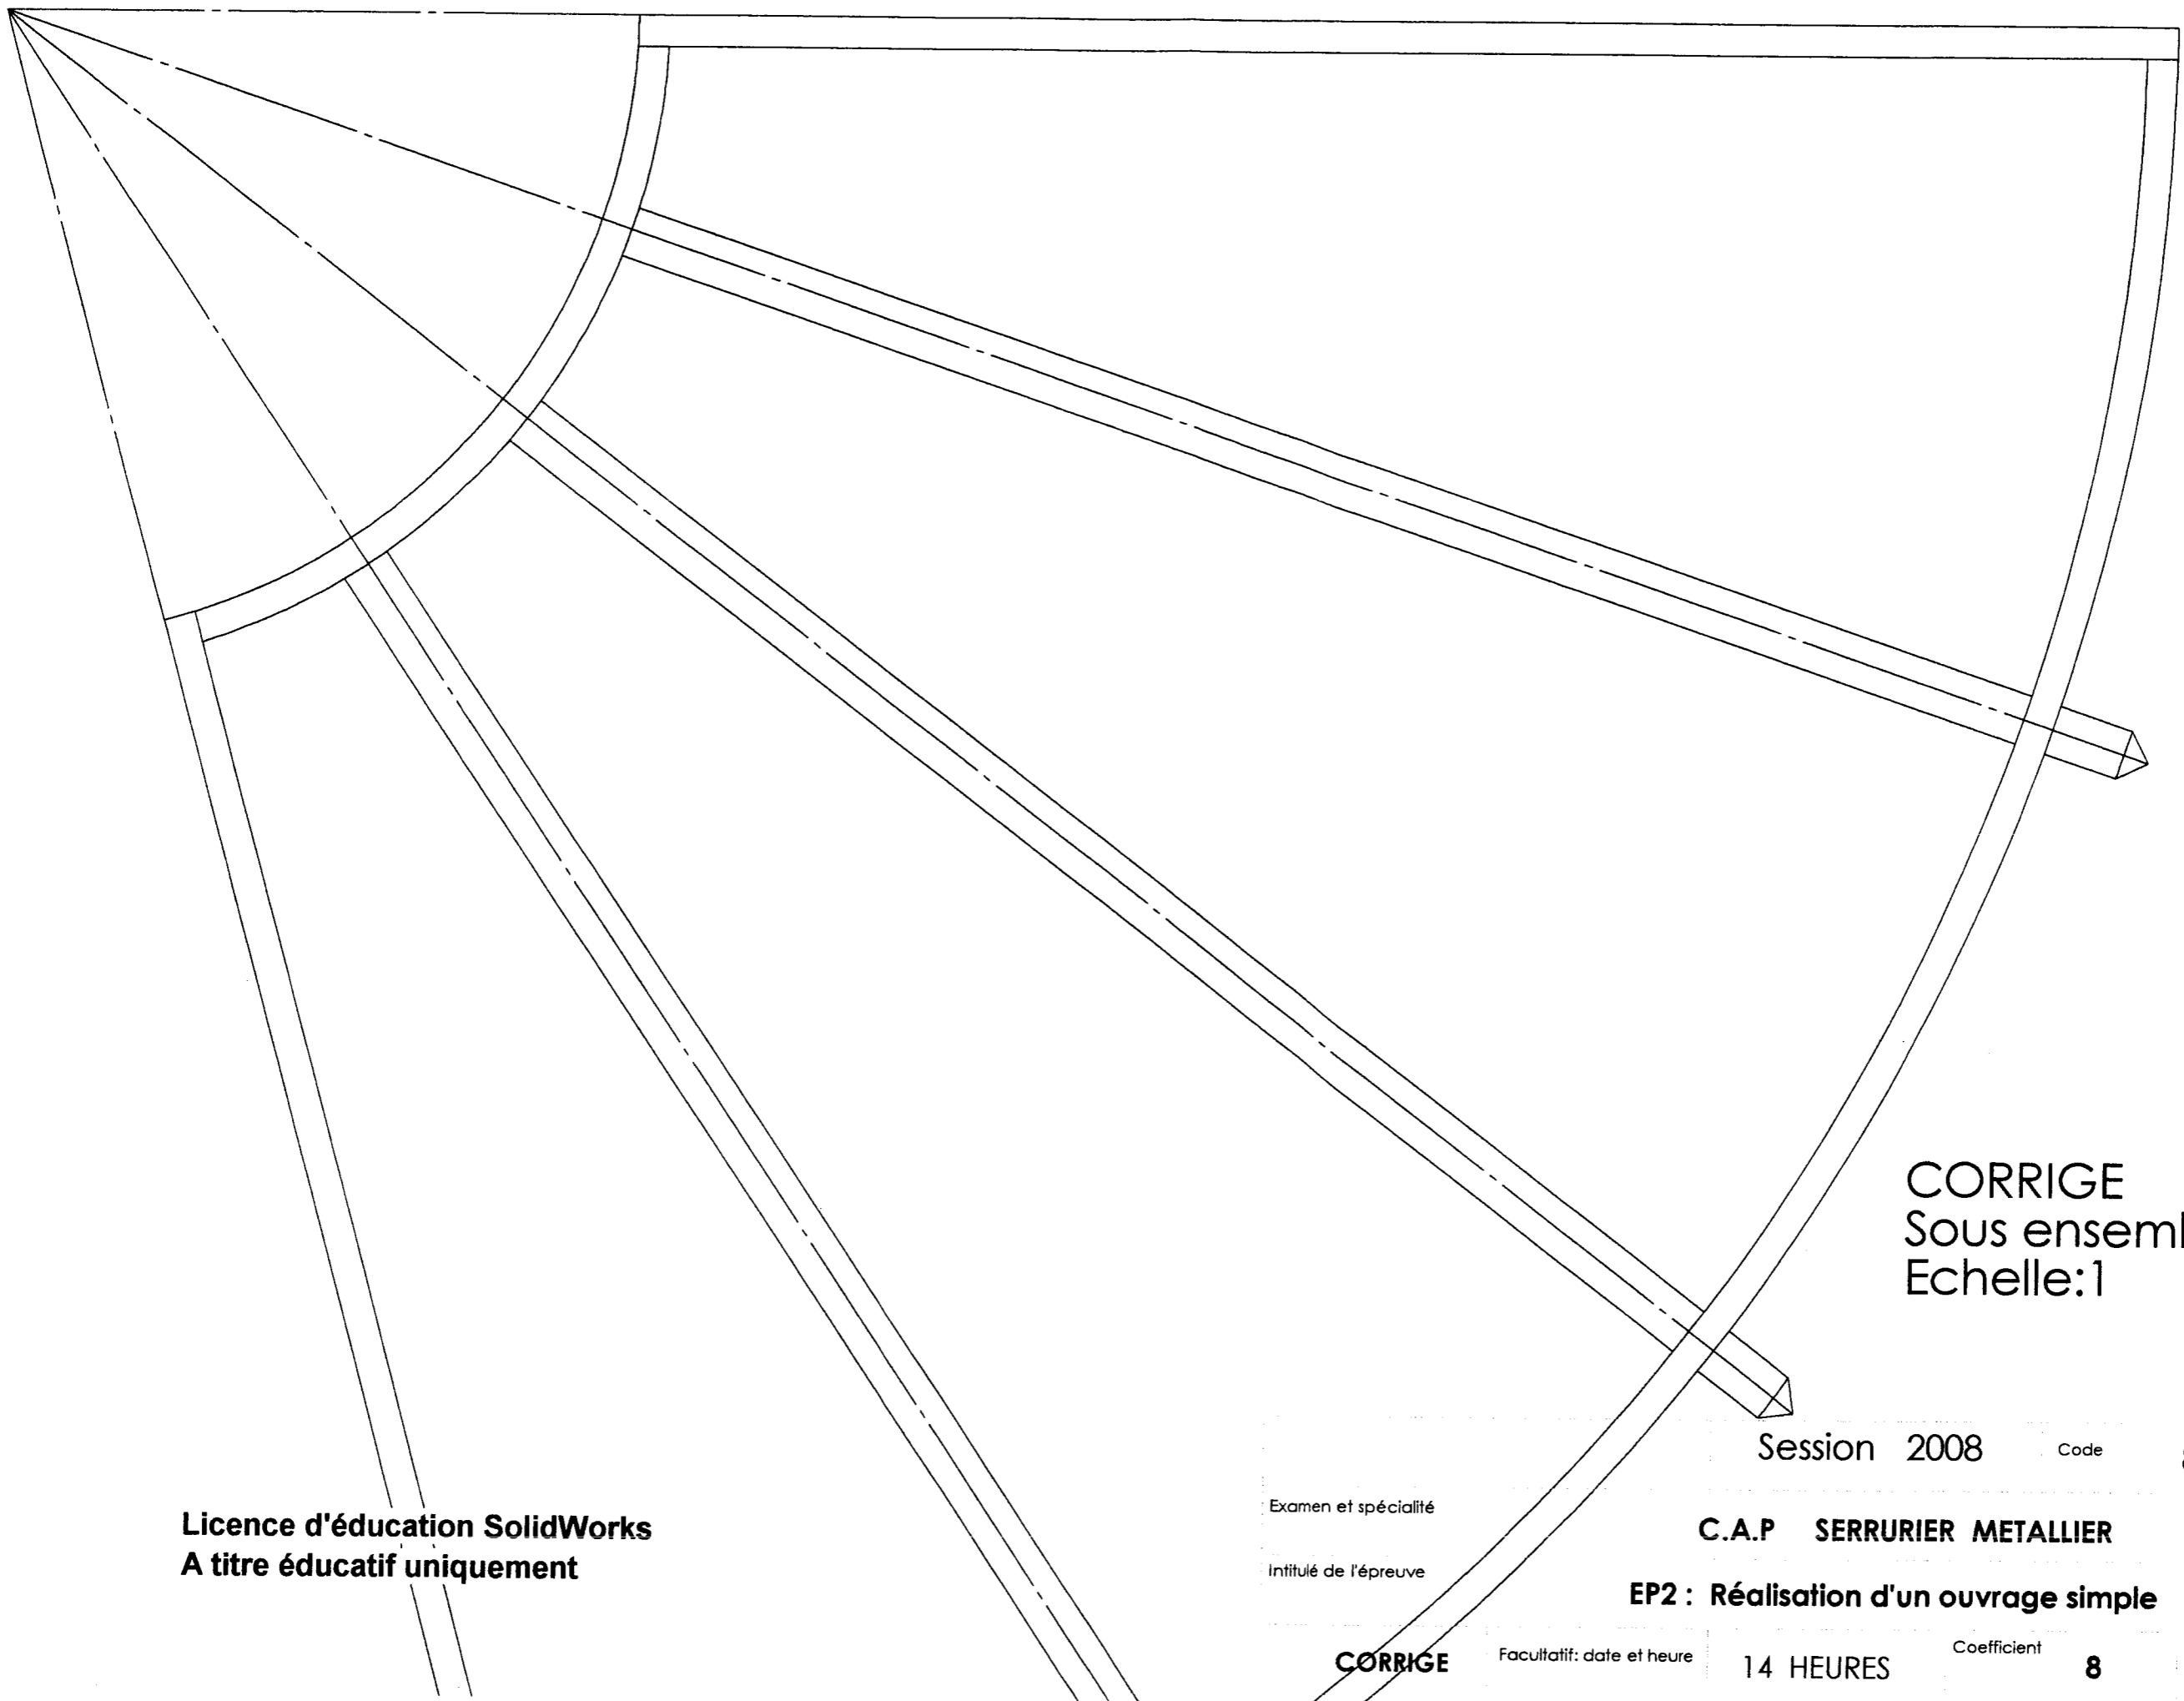 CORRIGE
Sous ensem
Echelle:1
Session 2008 Code
Licence d'éducation SolidWorks
A titre éducatif uniquement
Examen et spécialité
C.A.P SERRURIER METALLIER
Intitulé de l'épreuve
EP2 : Réalisation d'un ouvrage simple
CORRIGE Facultatif: date et heure 14 HEURES Coefficient 8